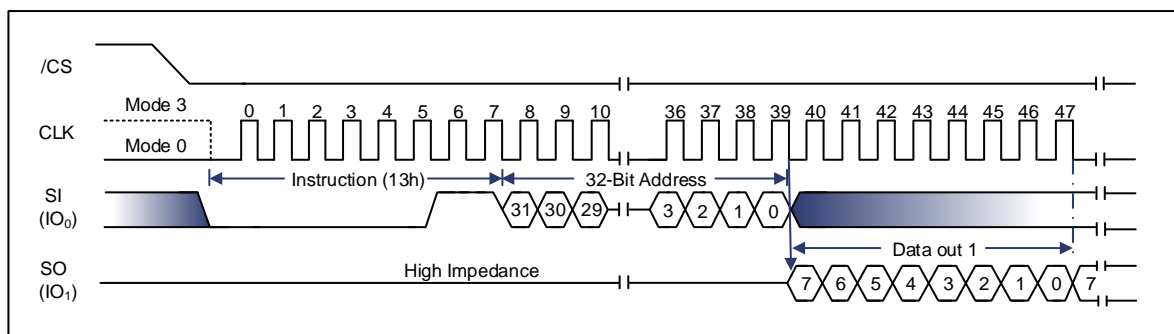 /CS
Mode 3
CLK
Mode 0
0 1 2 3 4 5 6 7 8 9 10 36 37 38 39 40 41 42 43 44 45 46 47
Instruction (13h) 32-Bit Address
SI
(IO₀)
31 30 29 3 2 1 0
Data out 1
SO
(IO₁)
High Impedance
7 6 5 4 3 2 1 0 7